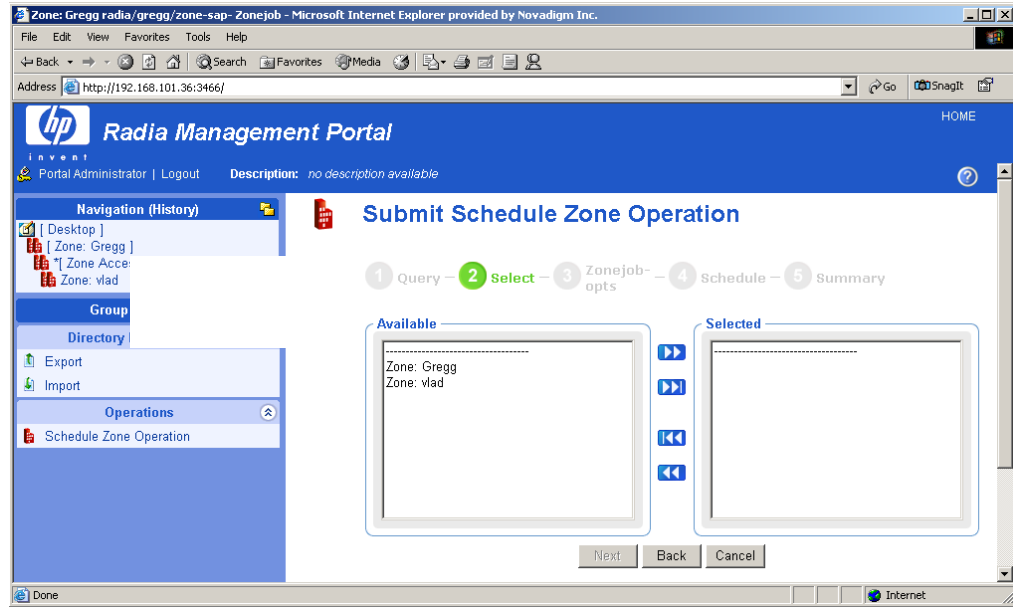 Zone: Gregg radia/gregg/zone-sap- Zonejob - Microsoft Internet Explorer provided by Novadigm Inc.
File Edit View Favorites Tools Help
Back Search Favorites Media
Address http://192.168.101.36:3466/ Go SnagIt
hp Radia Management Portal HOME
invent
Portal Administrator | Logout Description: no description available
Navigation (History)
[ Desktop ]
[ Zone: Gregg ]
*[ Zone Acce
Zone: vlad
Group
Directory
Export
Import
Operations
Schedule Zone Operation
Submit Schedule Zone Operation
1 Query – 2 Select – 3 Zonejob-opts – 4 Schedule – 5 Summary
Available
-----------------------------------
Zone: Gregg
Zone: vlad
Selected
-----------------------------------
Next Back Cancel
Done Internet